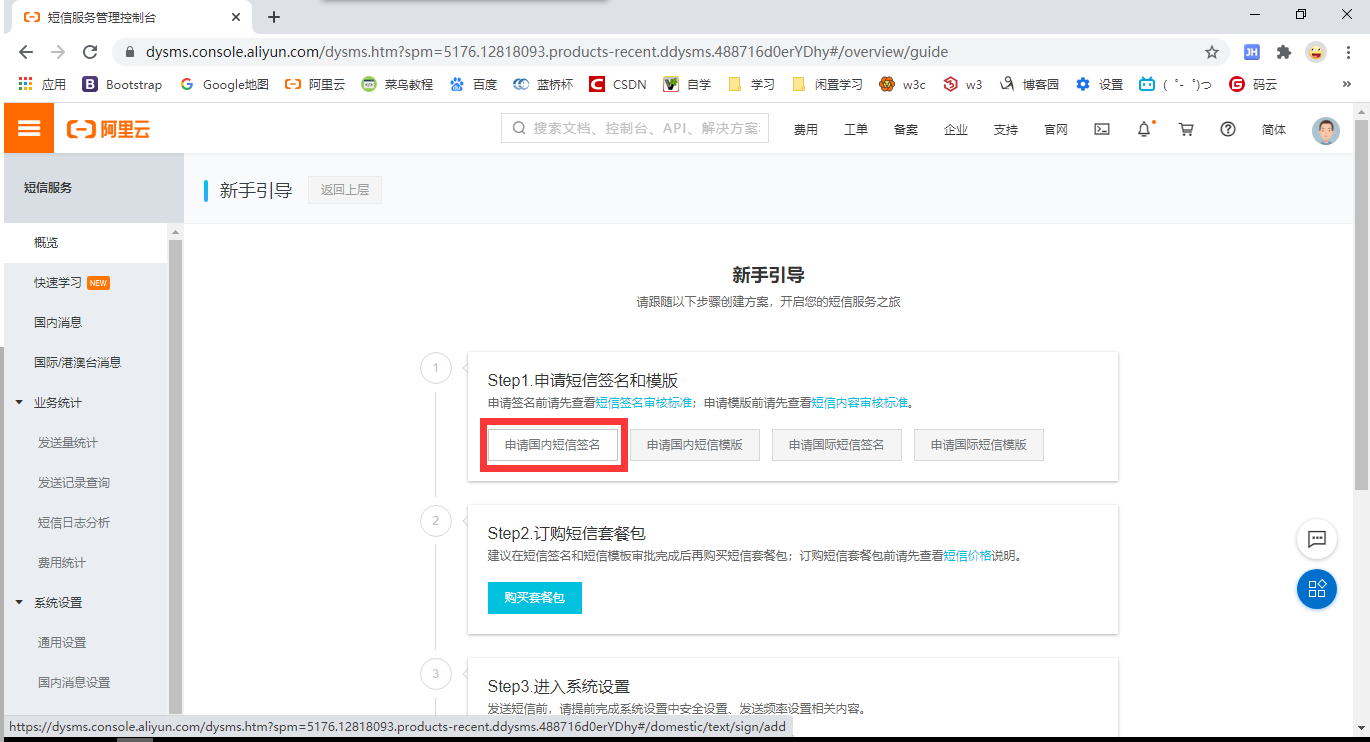 短信服务管理控制台
dysms.console.aliyun.com/dysms.htm?spm=5176.12818093.products-recent.ddysms.488716d0erYDhy#/overview/guide
JH
应用 Bootstrap Google地图 阿里云 菜鸟教程 百度 蓝桥杯 CSDN 自学 学习 闲置学习 w3c w3 博客园 设置 ( ゜- ゜)つ 码云 »
阿里云
搜索文档、控制台、API、解决方案
费用 工单 备案 企业 支持 官网 简体
短信服务
新手引导 返回上层
概览
快速学习 NEW
国内消息
国际/港澳台消息
业务统计
发送量统计
发送记录查询
短信日志分析
费用统计
系统设置
通用设置
国内消息设置
新手引导
请跟随以下步骤创建方案，开启您的短信服务之旅
1
Step1.申请短信签名和模版
申请签名前请先查看短信签名审核标准；申请模版前请先查看短信内容审核标准。
申请国内短信签名 申请国内短信模版 申请国际短信签名 申请国际短信模版
2
Step2.订购短信套餐包
建议在短信签名和短信模板审批完成后再购买短信套餐包；订购短信套餐包前请先查看短信价格说明。
购买套餐包
3
Step3.进入系统设置
发送短信前，请提前完成系统设置中安全设置、发送频率设置相关内容。
https://dysms.console.aliyun.com/dysms.htm?spm=5176.12818093.products-recent.ddysms.488716d0erYDhy#/domestic/text/sign/add